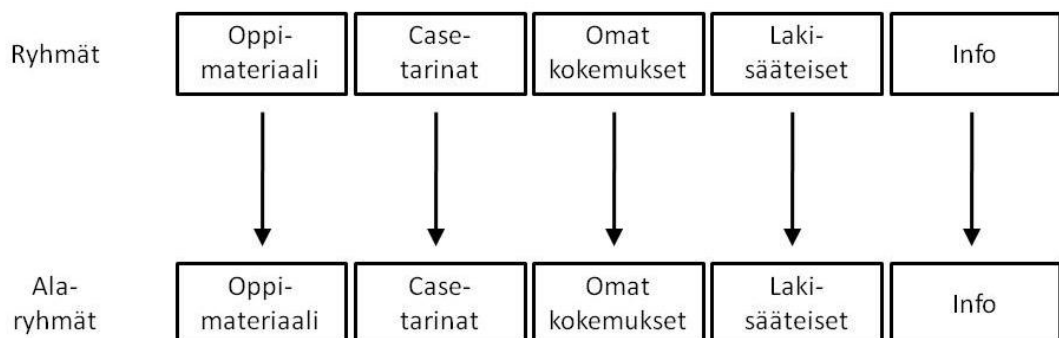 Ryhmät
Oppi-
materiaali
Case-
tarinat
Omat
kokemukset
Laki-
sääteiset
Info
Ala-
ryhmät
Oppi-
materiaali
Case-
tarinat
Omat
kokemukset
Laki-
sääteiset
Info